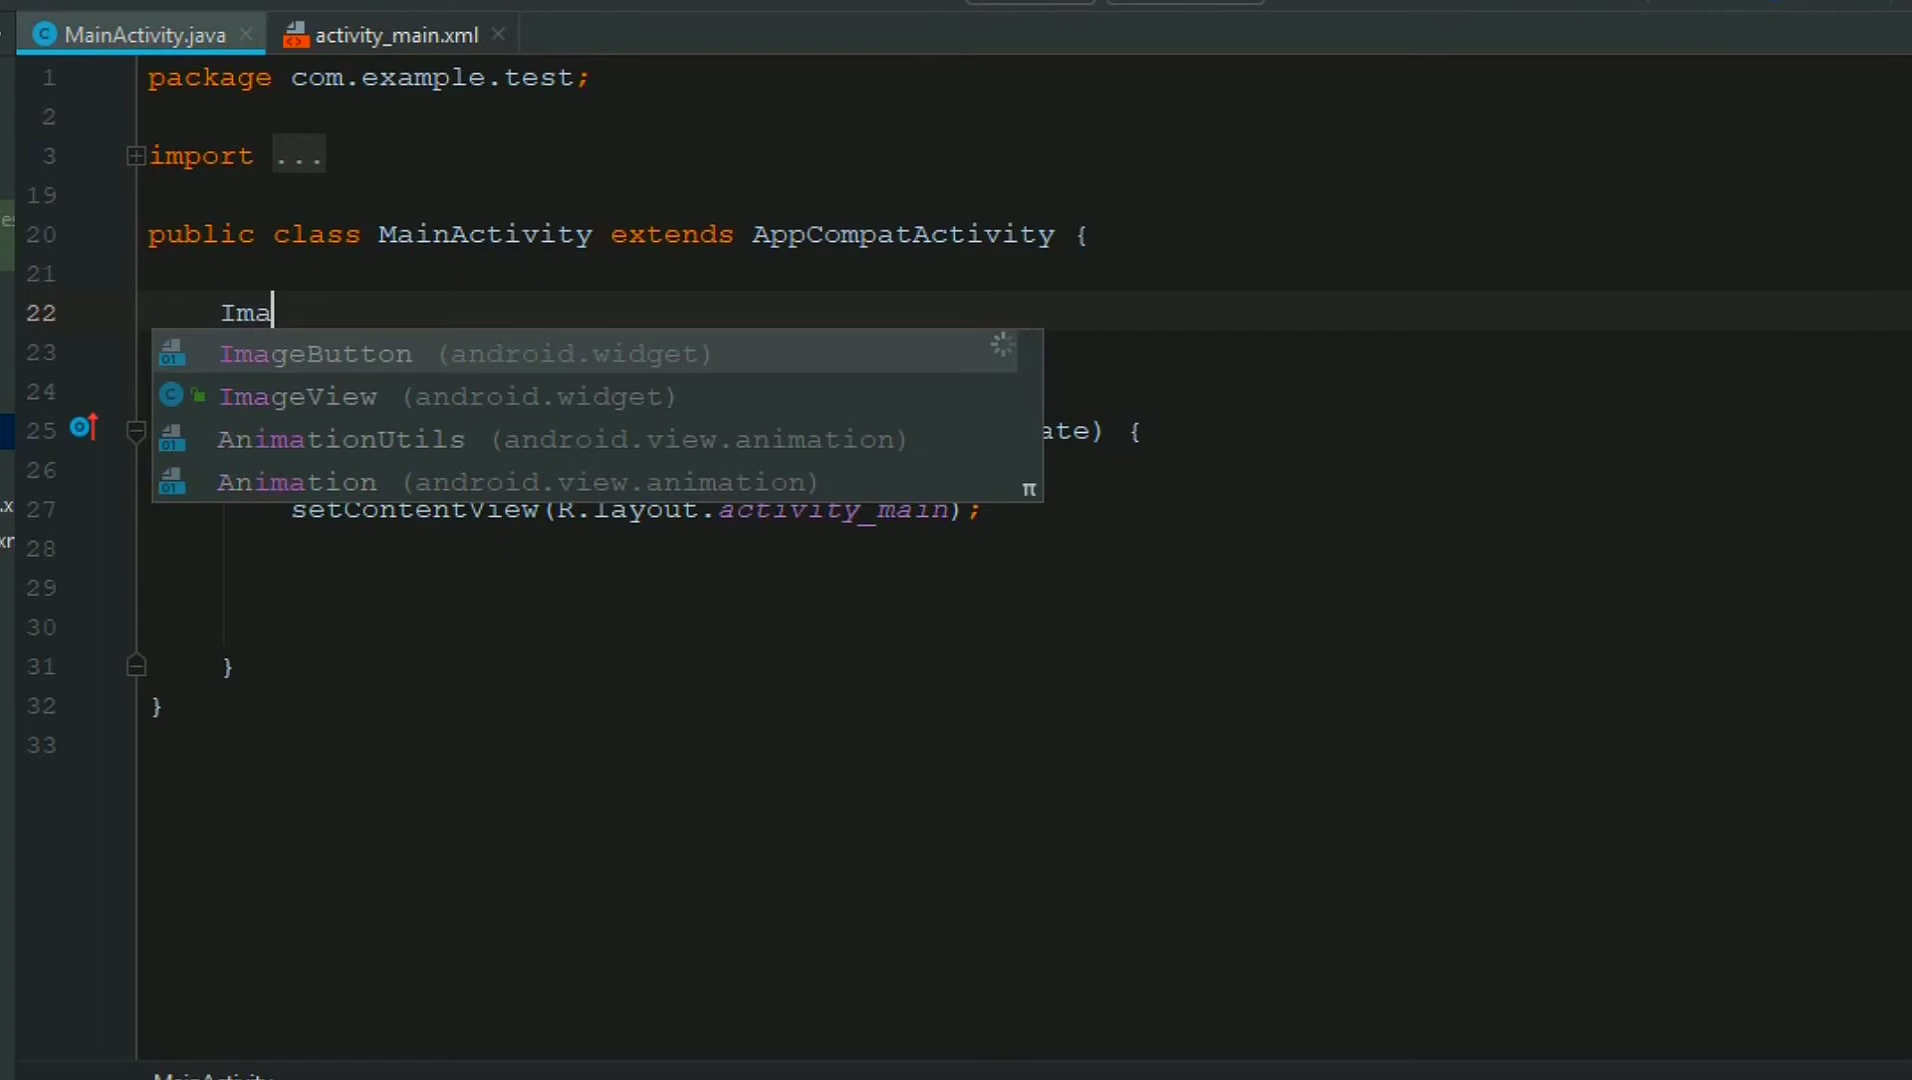 MainActivity.java activity_main.xml
1 package com.example.test;
2
3 import ...
19
20 public class MainActivity extends AppCompatActivity {
21
22 Ima
23 ImageButton (android.widget)
24 ImageView (android.widget)
AnimationUtils (android.view.animation)
25 ate) {
26 Animation (android.view.animation) π
27 setContentView(R.layout.activity_main);
28
29
30
31 }
32 }
33
MainActivity